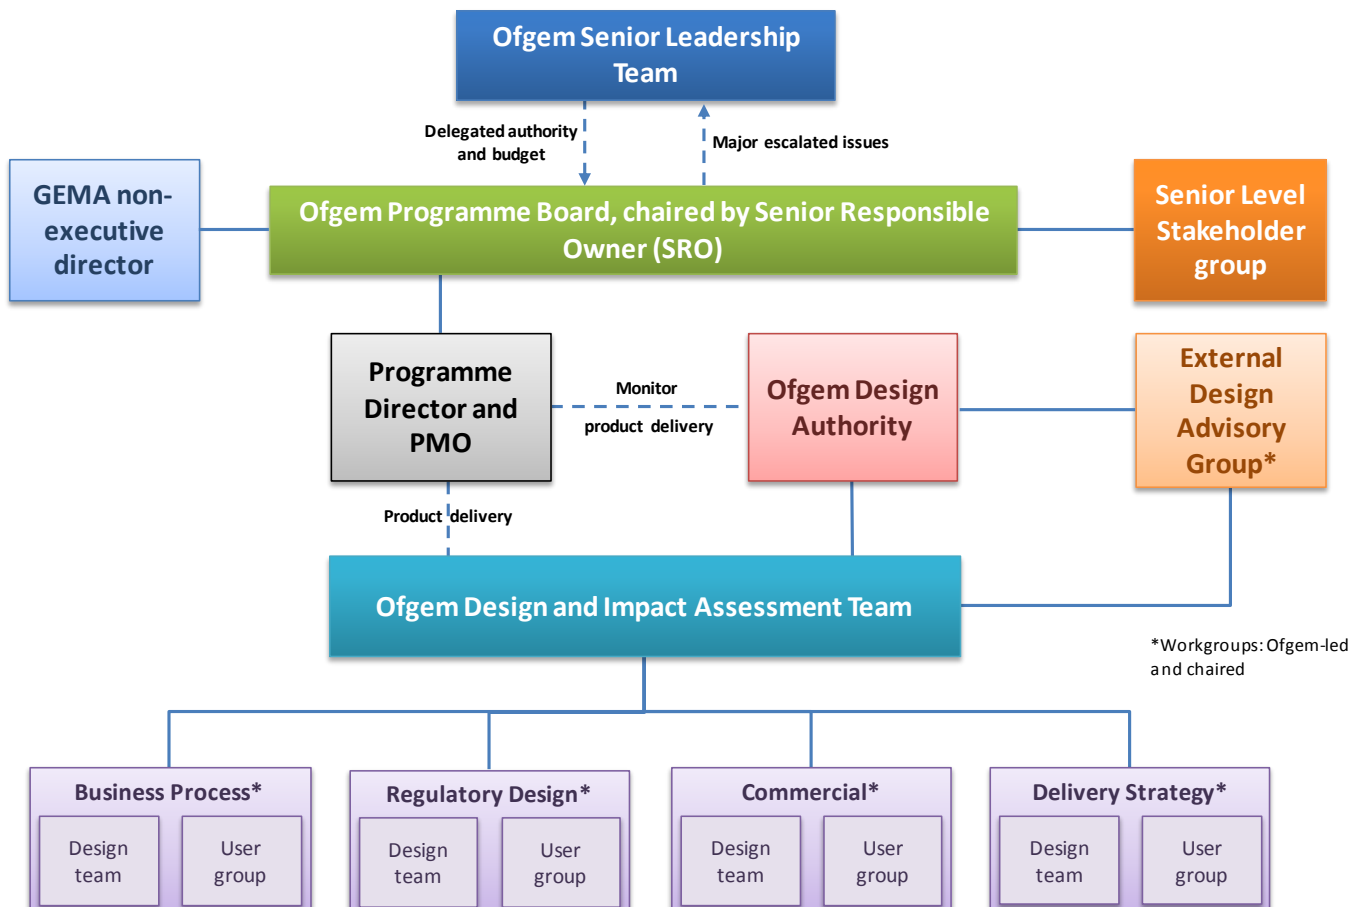 Ofgem Senior Leadership
Team
Delegated authority
and budget
Major escalated issues
GEMA non-
executive
director
Ofgem Programme Board, chaired by Senior Responsible
Owner (SRO)
Senior Level
Stakeholder
group
Programme
Director and
PMO
Monitor
product delivery
Ofgem Design
Authority
External
Design
Advisory
Group*
Product delivery
Ofgem Design and Impact Assessment Team
*Workgroups: Ofgem-led
and chaired
Business Process*
Design
team
User
group
Regulatory Design*
Design
team
User
group
Commercial*
Design
team
User
group
Delivery Strategy*
Design
team
User
group